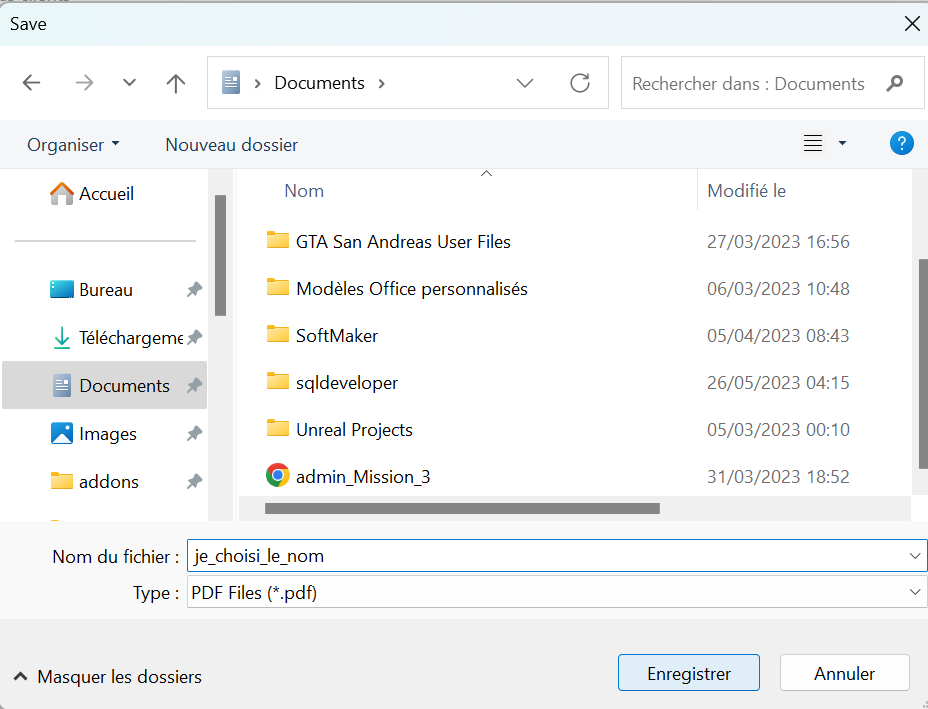 Save
Documents
Rechercher dans : Documents
Organiser
Nouveau dossier
?
Accueil
Bureau
Téléchargeme
Documents
Images
addons
Nom
Modifié le
GTA San Andreas User Files 27/03/2023 16:56
Modèles Office personnalisés 06/03/2023 10:48
SoftMaker 05/04/2023 08:43
sqldeveloper 26/05/2023 04:15
Unreal Projects 05/03/2023 00:10
admin_Mission_3 31/03/2023 18:52
Nom du fichier : je_choisi_le_nom
Type : PDF Files (*.pdf)
Masquer les dossiers
Enregistrer
Annuler